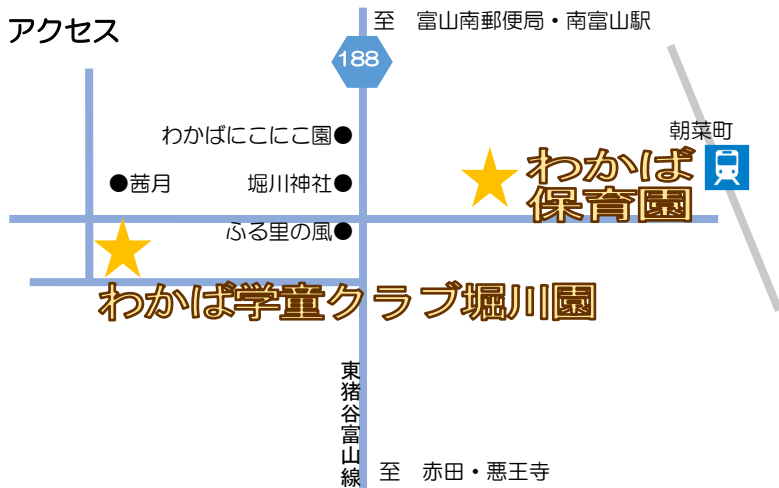 アクセス
至　富山南郵便局・南富山駅
188
わかばにこにこ園●
朝菜町
●茜月
堀川神社●
わかば
保育園
ふる里の風●
わかば学童クラブ堀川園
東猪谷富山線
至　赤田・悪王寺